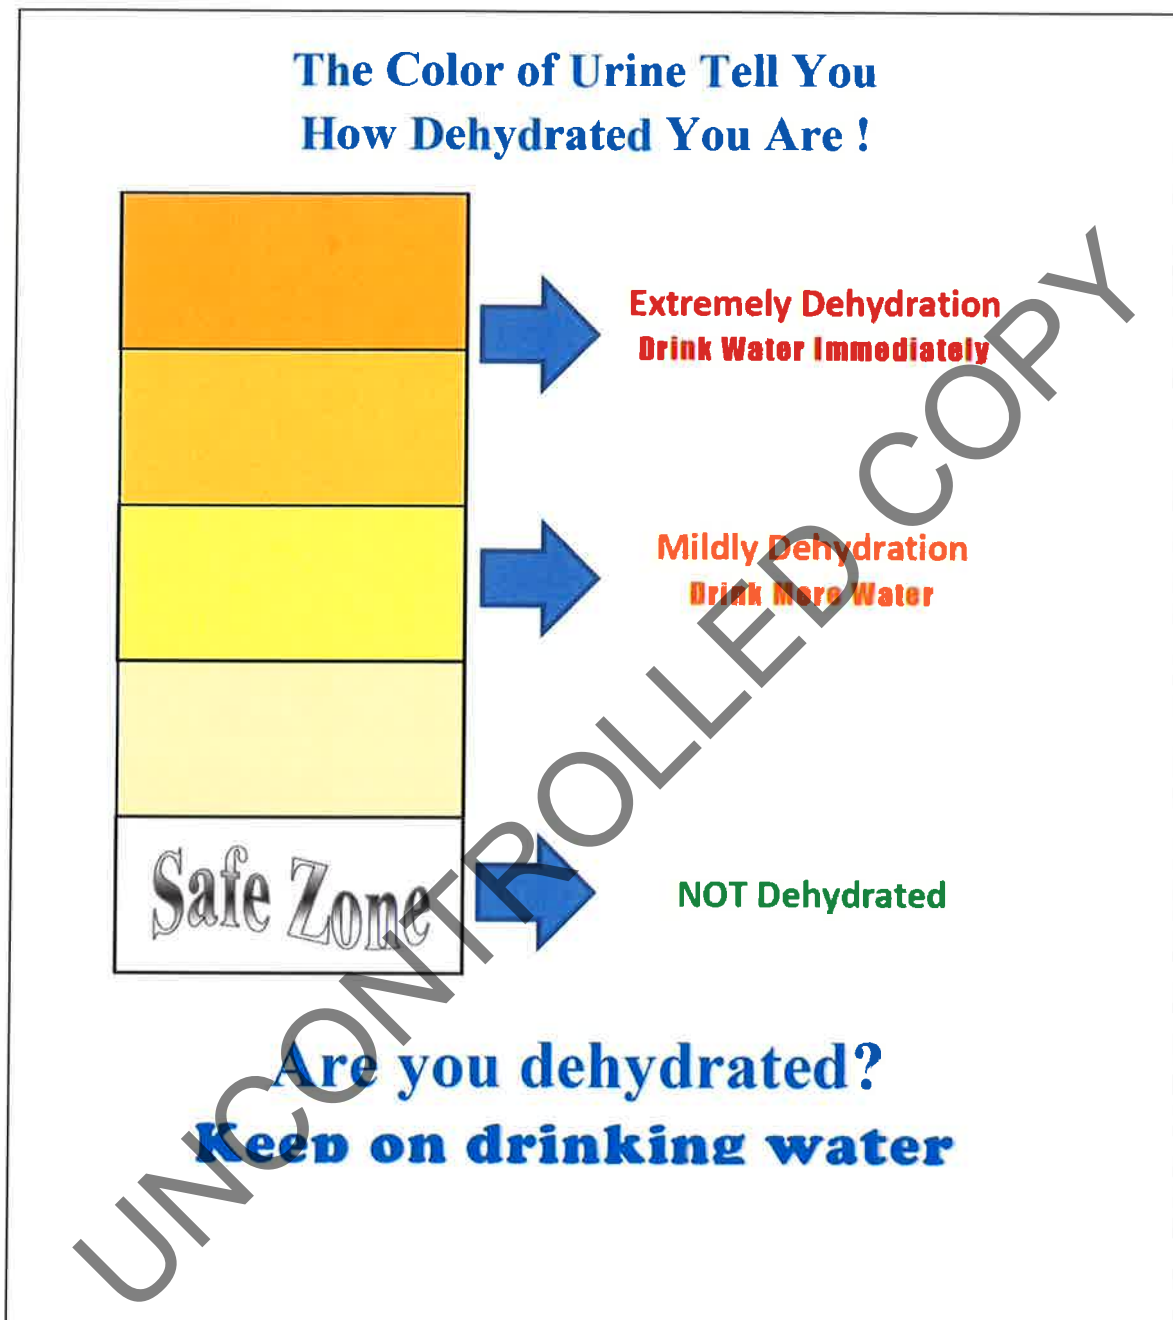 The Color of Urine Tell You
How Dehydrated You Are !
Extremely Dehydration
Drink Water Immediately
Mildly Dehydration
Drink More Water
Safe Zone
NOT Dehydrated
Are you dehydrated?
Keep on drinking water
UNCONTROLLED COPY